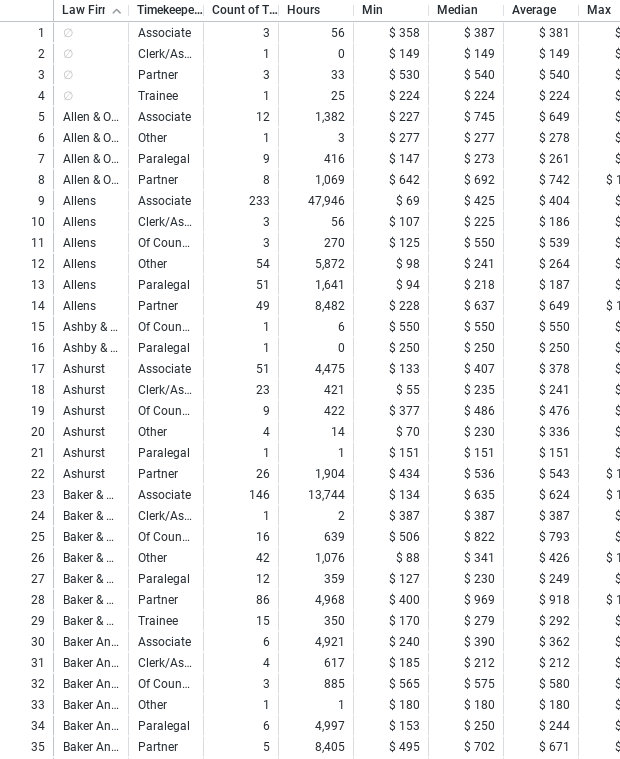 Law Firr Timekeepe... Count of T... Hours Min Median Average Max
1 ∅ Associate 3 56 $ 358 $ 387 $ 381 $
2 ∅ Clerk/As... 1 0 $ 149 $ 149 $ 149 $
3 ∅ Partner 3 33 $ 530 $ 540 $ 540 $
4 ∅ Trainee 1 25 $ 224 $ 224 $ 224 $
5 Allen & O... Associate 12 1,382 $ 227 $ 745 $ 649 $
6 Allen & O... Other 1 3 $ 277 $ 277 $ 278 $
7 Allen & O... Paralegal 9 416 $ 147 $ 273 $ 261 $
8 Allen & O... Partner 8 1,069 $ 642 $ 692 $ 742 $ 1
9 Allens Associate 233 47,946 $ 69 $ 425 $ 404 $
10 Allens Clerk/As... 3 56 $ 107 $ 225 $ 186 $
11 Allens Of Coun... 3 270 $ 125 $ 550 $ 539 $
12 Allens Other 54 5,872 $ 98 $ 241 $ 264 $
13 Allens Paralegal 51 1,641 $ 94 $ 218 $ 187 $
14 Allens Partner 49 8,482 $ 228 $ 637 $ 649 $ 1
15 Ashby & ... Of Coun... 1 6 $ 550 $ 550 $ 550 $
16 Ashby & ... Paralegal 1 0 $ 250 $ 250 $ 250 $
17 Ashurst Associate 51 4,475 $ 133 $ 407 $ 378 $
18 Ashurst Clerk/As... 23 421 $ 55 $ 235 $ 241 $
19 Ashurst Of Coun... 9 422 $ 377 $ 486 $ 476 $
20 Ashurst Other 4 14 $ 70 $ 230 $ 336 $
21 Ashurst Paralegal 1 1 $ 151 $ 151 $ 151 $
22 Ashurst Partner 26 1,904 $ 434 $ 536 $ 543 $ 1
23 Baker & ... Associate 146 13,744 $ 134 $ 635 $ 624 $ 1
24 Baker & ... Clerk/As... 1 2 $ 387 $ 387 $ 387 $
25 Baker & ... Of Coun... 16 639 $ 506 $ 822 $ 793 $
26 Baker & ... Other 42 1,076 $ 88 $ 341 $ 426 $ 1
27 Baker & ... Paralegal 12 359 $ 127 $ 230 $ 249 $
28 Baker & ... Partner 86 4,968 $ 400 $ 969 $ 918 $ 1
29 Baker & ... Trainee 15 350 $ 170 $ 279 $ 292 $
30 Baker An... Associate 6 4,921 $ 240 $ 390 $ 362 $
31 Baker An... Clerk/As... 4 617 $ 185 $ 212 $ 212 $
32 Baker An... Of Coun... 3 885 $ 565 $ 575 $ 580 $
33 Baker An... Other 1 1 $ 180 $ 180 $ 180 $
34 Baker An... Paralegal 6 4,997 $ 153 $ 250 $ 244 $
35 Baker An... Partner 5 8,405 $ 495 $ 702 $ 671 $